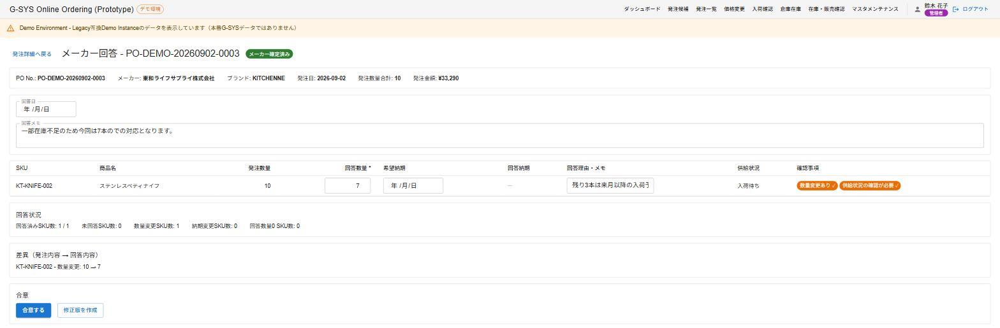 G-SYS Online Ordering (Prototype) デモ環境 ダッシュボード 発注候補 発注一覧 価格変更 入荷確認 倉庫在庫 在庫・販売確認 マスタメンテナンス 鈴木 花子 管理者 ログアウト
Demo Environment - Legacy互換Demo Instanceのデータを表示しています（本番G-SYSデータではありません）
発注詳細へ戻る メーカー回答 - PO-DEMO-20260902-0003 メーカー確定済み
PO No.: PO-DEMO-20260902-0003 メーカー: 東和ライフサプライ株式会社 ブランド: KITCHENNE 発注日: 2026-09-02 発注数量合計: 10 発注金額: ¥33,290
回答日
年 /月/日
回答メモ
一部在庫不足のため今回は7本のでの対応となります。
SKU 商品名 発注数量 回答数量 * 希望納期 回答納期 回答理由・メモ 供給状況 確認事項
KT-KNIFE-002 ステンレスペティナイフ 10 7 年 /月/日 — 残り3本は来月以降の入荷予 入荷待ち 数量変更あり ✓ 供給状況の確認が必要 ✓
回答状況
回答済みSKU数: 1 / 1 未回答SKU数: 0 数量変更SKU数: 1 納期変更SKU数: 0 回答数量0 SKU数: 0
差異（発注内容 → 回答内容）
KT-KNIFE-002 - 数量変更: 10 → 7
合意
合意する 修正版を作成